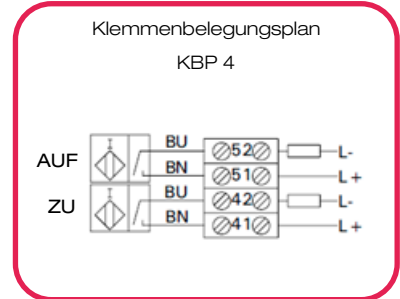 Klemmenbelegungsplan
KBP 4
AUF BU 52 L-
BN 51 L+
ZU BU 42 L-
BN 41 L+